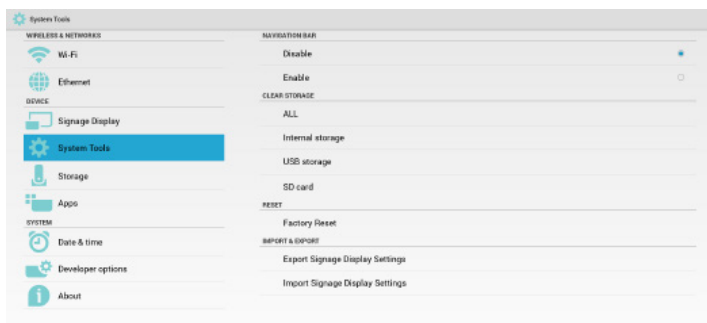 System Tools
WIRELESS & NETWORKS
Wi-Fi
Ethernet
DEVICE
Signage Display
System Tools
Storage
Apps
SYSTEM
Date & time
Developer options
About
NAVIGATION BAR
Disable
Enable
CLEAR STORAGE
ALL
Internal storage
USB storage
SD card
RESET
Factory Reset
IMPORT & EXPORT
Export Signage Display Settings
Import Signage Display Settings